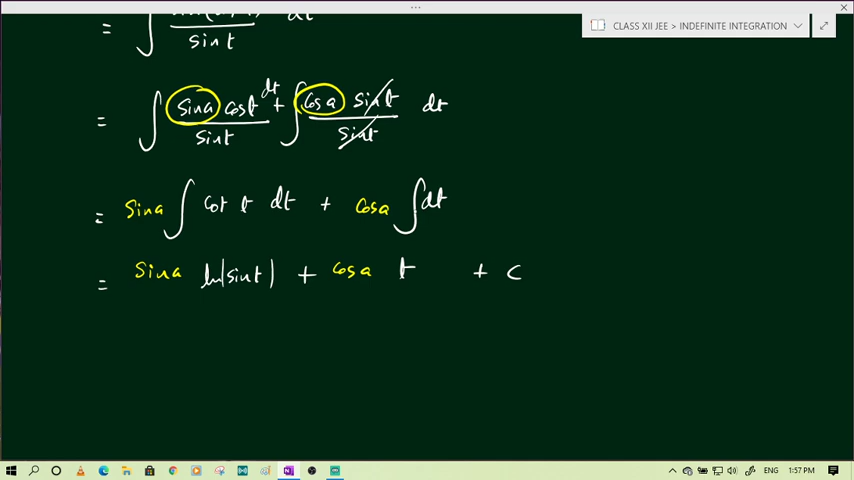 CLASS XII JEE > INDEFINITE INTEGRATION
= ∫ / sin t dt
= ∫ sina cost / sint dt + ∫ cosa sint / sint dt
= sina ∫ cot t dt + cosa ∫ dt
= sina ln|sint| + cosa t + c
ENG 1:57 PM